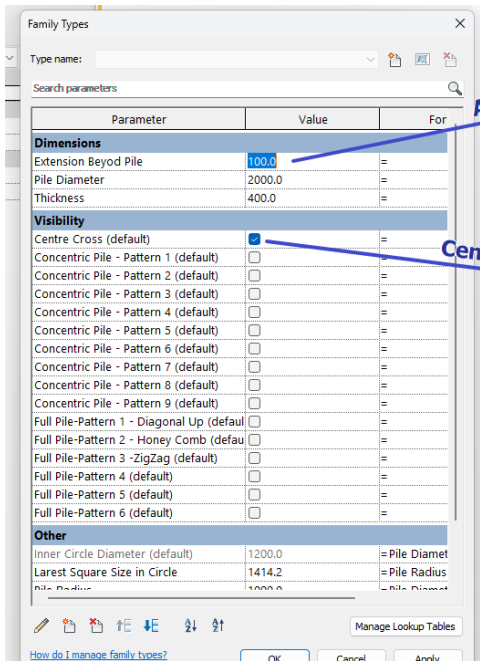 Family Types
Type name:
Search parameters
Parameter Value For
Dimensions
Extension Beyod Pile 100.0 =
Pile Diameter 2000.0 =
Thickness 400.0 =
Visibility
Centre Cross (default) =
Cen
Concentric Pile - Pattern 1 (default) =
Concentric Pile - Pattern 2 (default) =
Concentric Pile - Pattern 3 (default) =
Concentric Pile - Pattern 4 (default) =
Concentric Pile - Pattern 5 (default) =
Concentric Pile - Pattern 6 (default) =
Concentric Pile - Pattern 7 (default) =
Concentric Pile - Pattern 8 (default) =
Concentric Pile - Pattern 9 (default) =
Full Pile-Pattern 1 - Diagonal Up (defaul =
Full Pile-Pattern 2 - Honey Comb (defau =
Full Pile-Pattern 3 -ZigZag (default) =
Full Pile-Pattern 4 (default) =
Full Pile-Pattern 5 (default) =
Full Pile-Pattern 6 (default) =
Other
Inner Circle Diameter (default) 1200.0 =Pile Diamet
Larest Square Size in Circle 1414.2 =Pile Radius
Pile Radius 1000.0 =Pile Diamet
Manage Lookup Tables
How do I manage family types?
OK Cancel Apply